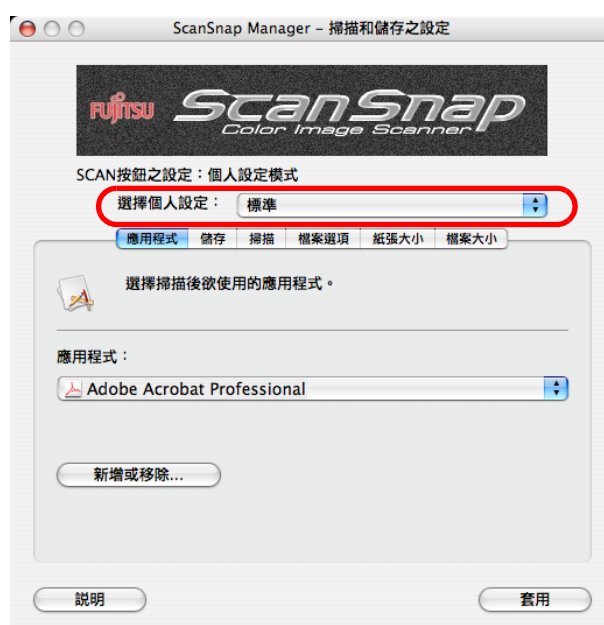 ScanSnap Manager – 掃描和儲存之設定
FUJITSU ScanSnap
Color Image Scanner
SCAN按鈕之設定：個人設定模式
選擇個人設定： 標準
應用程式 儲存 掃描 檔案選項 紙張大小 檔案大小
選擇掃描後欲使用的應用程式。
應用程式：
Adobe Acrobat Professional
新增或移除...
説明 套用